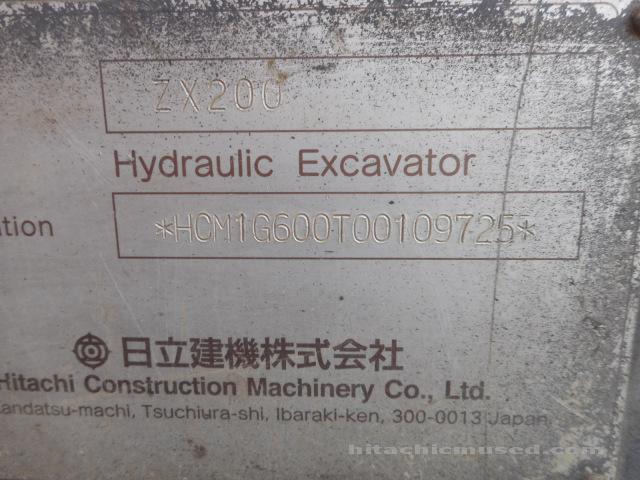 ZX200
Hydraulic Excavator
ation *HCM1G600T00109725*
日立建機株式会社
Hitachi Construction Machinery Co., Ltd.
andatsu-machi, Tsuchiura-shi, Ibaraki-ken, 300-0013 Japan
hitachicmused.com